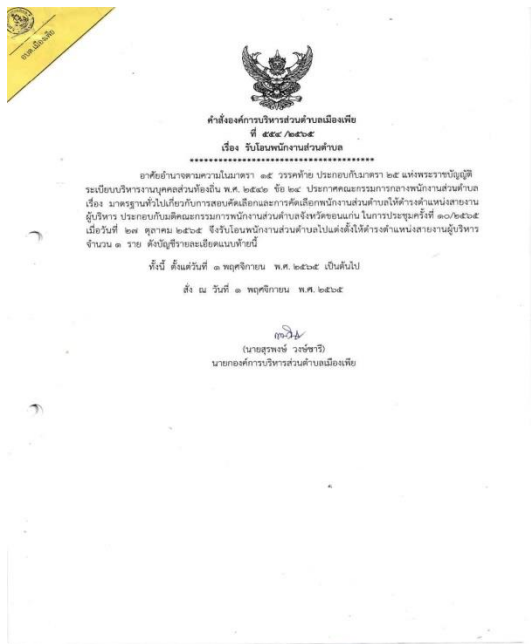 อบต.เมืองเพีย
คำสั่งองค์การบริหารส่วนตำบลเมืองเพีย
ที่ ๕๕๔ /๒๕๖๕
เรื่อง รับโอนพนักงานส่วนตำบล
******************************************
อาศัยอำนาจตามความในมาตรา ๑๕ วรรคท้าย ประกอบกับมาตรา ๒๕ แห่งพระราชบัญญัติ
ระเบียบบริหารงานบุคคลส่วนท้องถิ่น พ.ศ. ๒๕๔๒ ข้อ ๒๔ ประกาศคณะกรรมการกลางพนักงานส่วนตำบล
เรื่อง มาตรฐานทั่วไปเกี่ยวกับการสอบคัดเลือกและการคัดเลือกพนักงานส่วนตำบลให้ดำรงตำแหน่งสายงาน
ผู้บริหาร ประกอบกับมติคณะกรรมการพนักงานส่วนตำบลจังหวัดขอนแก่น ในการประชุมครั้งที่ ๑๐/๒๕๖๕
เมื่อวันที่ ๒๗ ตุลาคม ๒๕๖๕ จึงรับโอนพนักงานส่วนตำบลไปแต่งตั้งให้ดำรงตำแหน่งสายงานผู้บริหาร
จำนวน ๑ ราย ดังบัญชีรายละเอียดแนบท้ายนี้
ทั้งนี้ ตั้งแต่วันที่ ๑ พฤศจิกายน พ.ศ. ๒๕๖๕ เป็นต้นไป
สั่ง ณ วันที่ ๑ พฤศจิกายน พ.ศ. ๒๕๖๕
(นายสุรพงษ์ วงษ์ชารี)
นายกองค์การบริหารส่วนตำบลเมืองเพีย